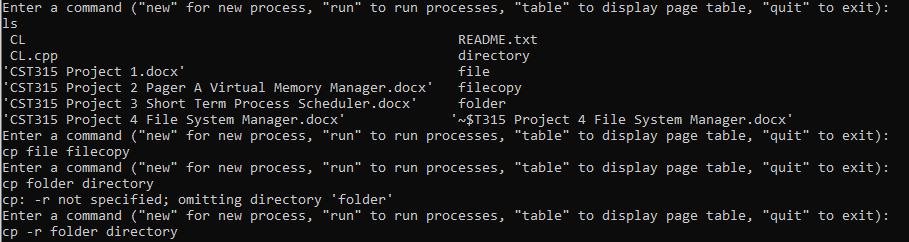 Enter a command ("new" for new process, "run" to run processes, "table" to display page table, "quit" to exit):
ls
CL README.txt
CL.cpp directory
'CST315 Project 1.docx' file
'CST315 Project 2 Pager A Virtual Memory Manager.docx' filecopy
'CST315 Project 3 Short Term Process Scheduler.docx' folder
'CST315 Project 4 File System Manager.docx' '~$T315 Project 4 File System Manager.docx'
Enter a command ("new" for new process, "run" to run processes, "table" to display page table, "quit" to exit):
cp file filecopy
Enter a command ("new" for new process, "run" to run processes, "table" to display page table, "quit" to exit):
cp folder directory
cp: -r not specified; omitting directory 'folder'
Enter a command ("new" for new process, "run" to run processes, "table" to display page table, "quit" to exit):
cp -r folder directory